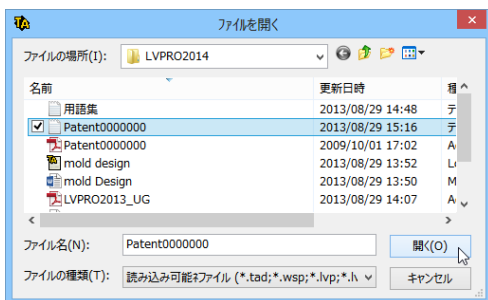 ファイルを開く
ファイルの場所(I): LVPRO2014
名前 更新日時 種
用語集 2013/08/29 14:48 テ
Patent0000000 2013/08/29 15:16 テ
Patent0000000 2009/10/01 17:02 A
mold design 2013/08/29 13:52 L
mold Design 2013/08/29 13:50 M
LVPRO2013_UG 2013/08/29 14:07 A
ファイル名(N): Patent0000000 開く(O)
ファイルの種類(T): 読み込み可能ﾌァイル (*.tad;*.wsp;*.lvp;*.h キャンセル